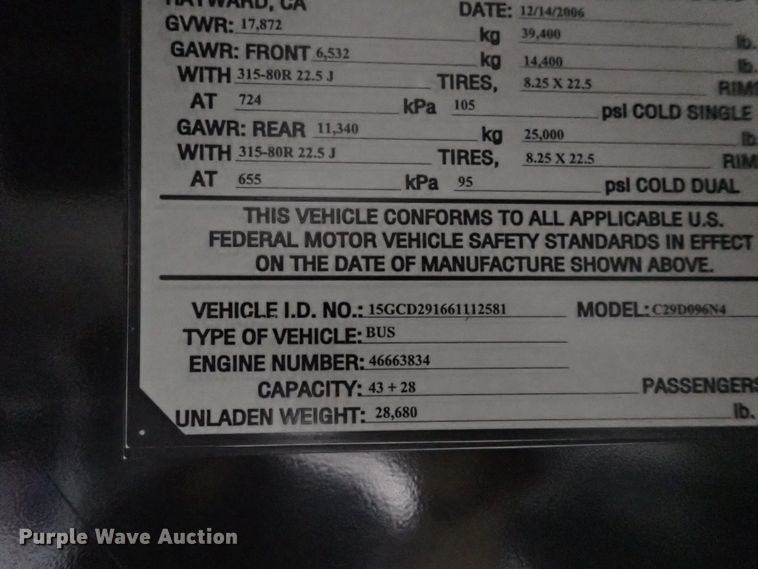 HAYWARD, CA DATE: 12/14/2006
GVWR: 17,872 kg 39,400 lb.
GAWR: FRONT 6,532 kg 14,400 lb.
WITH 315-80R 22.5 J TIRES, 8.25 X 22.5 RIMS
AT 724 kPa 105 psi COLD SINGLE
GAWR: REAR 11,340 kg 25,000 lb
WITH 315-80R 22.5 J TIRES, 8.25 X 22.5 RIM
AT 655 kPa 95 psi COLD DUAL
THIS VEHICLE CONFORMS TO ALL APPLICABLE U.S.
FEDERAL MOTOR VEHICLE SAFETY STANDARDS IN EFFECT
ON THE DATE OF MANUFACTURE SHOWN ABOVE.
VEHICLE I.D. NO.: 15GCD291661112581 MODEL: C29D096N4
TYPE OF VEHICLE: BUS
ENGINE NUMBER: 46663834
CAPACITY: 43 + 28 PASSENGERS
UNLADEN WEIGHT: 28,680 lb.
Purple Wave Auction